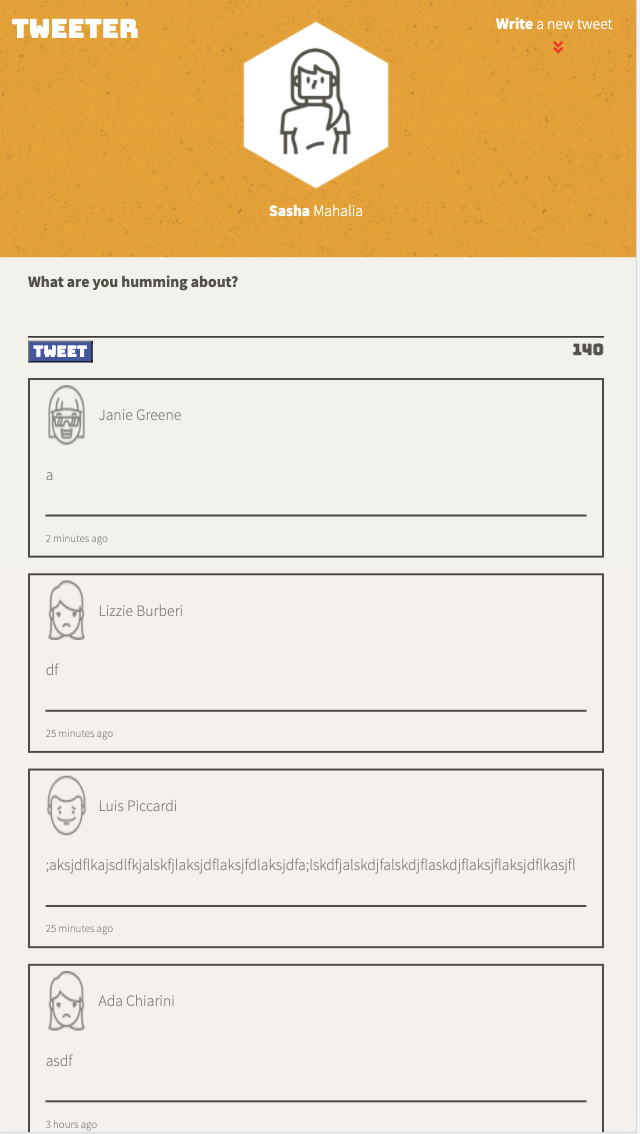 TWEETER
Write a new tweet
Sasha Mahalia
What are you humming about?
TWEET
140
Janie Greene
a
2 minutes ago
Lizzie Burberi
df
25 minutes ago
Luis Piccardi
;aksjdflkajsdlfkjalskfjlaksjdflaksjfdlaksjdfa;lskdfjalskdjfalskdjflaskdjflaksjflaksjdflkasjfl
25 minutes ago
Ada Chiarini
asdf
3 hours ago